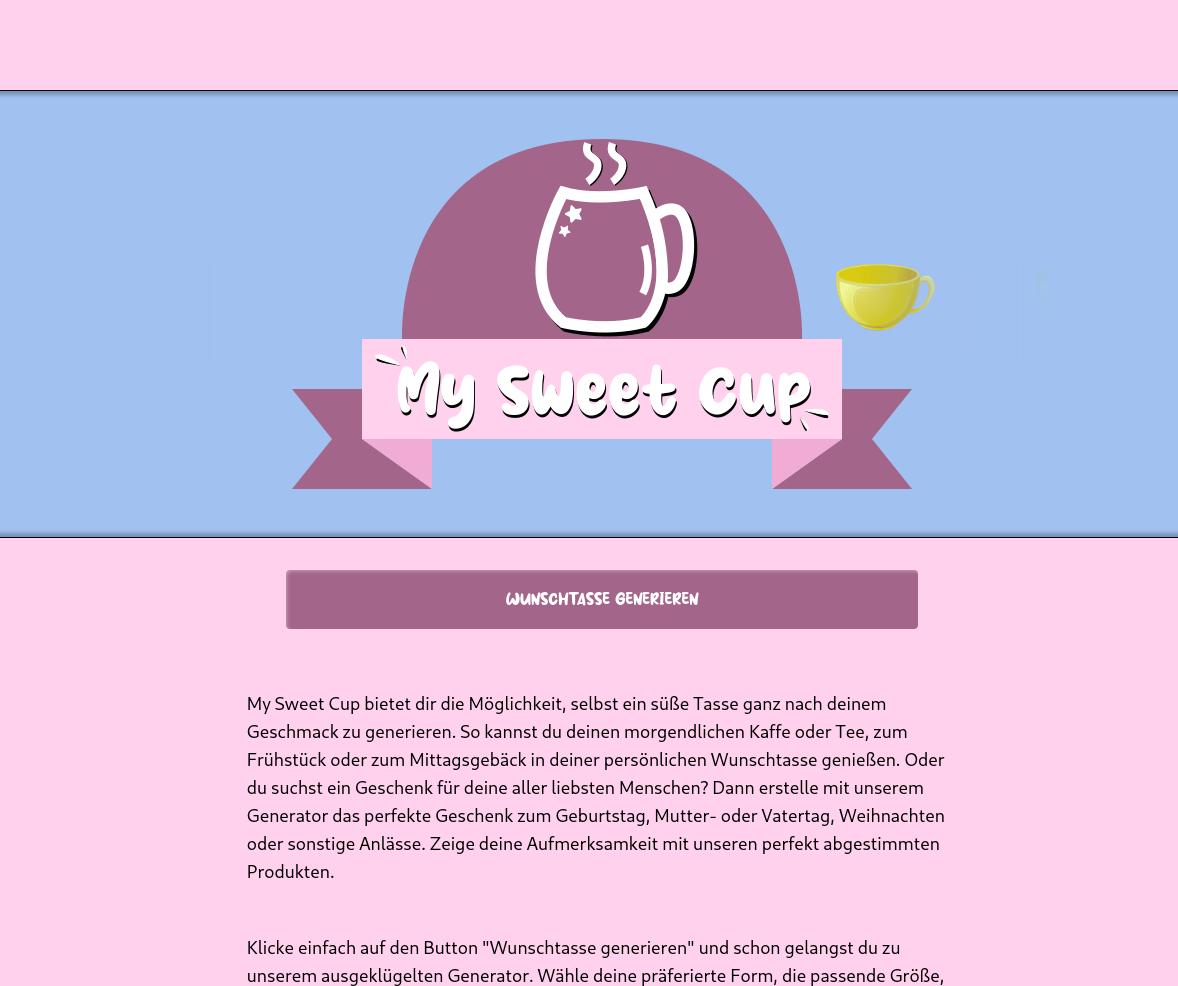 My Sweet Cup
WUNSCHTASSE GENERIEREN
My Sweet Cup bietet dir die Möglichkeit, selbst ein süße Tasse ganz nach deinem
Geschmack zu generieren. So kannst du deinen morgendlichen Kaffe oder Tee, zum
Frühstück oder zum Mittagsgebäck in deiner persönlichen Wunschtasse genießen. Oder
du suchst ein Geschenk für deine aller liebsten Menschen? Dann erstelle mit unserem
Generator das perfekte Geschenk zum Geburtstag, Mutter- oder Vatertag, Weihnachten
oder sonstige Anlässe. Zeige deine Aufmerksamkeit mit unseren perfekt abgestimmten
Produkten.
Klicke einfach auf den Button "Wunschtasse generieren" und schon gelangst du zu
unserem ausgeklügelten Generator. Wähle deine präferierte Form, die passende Größe,